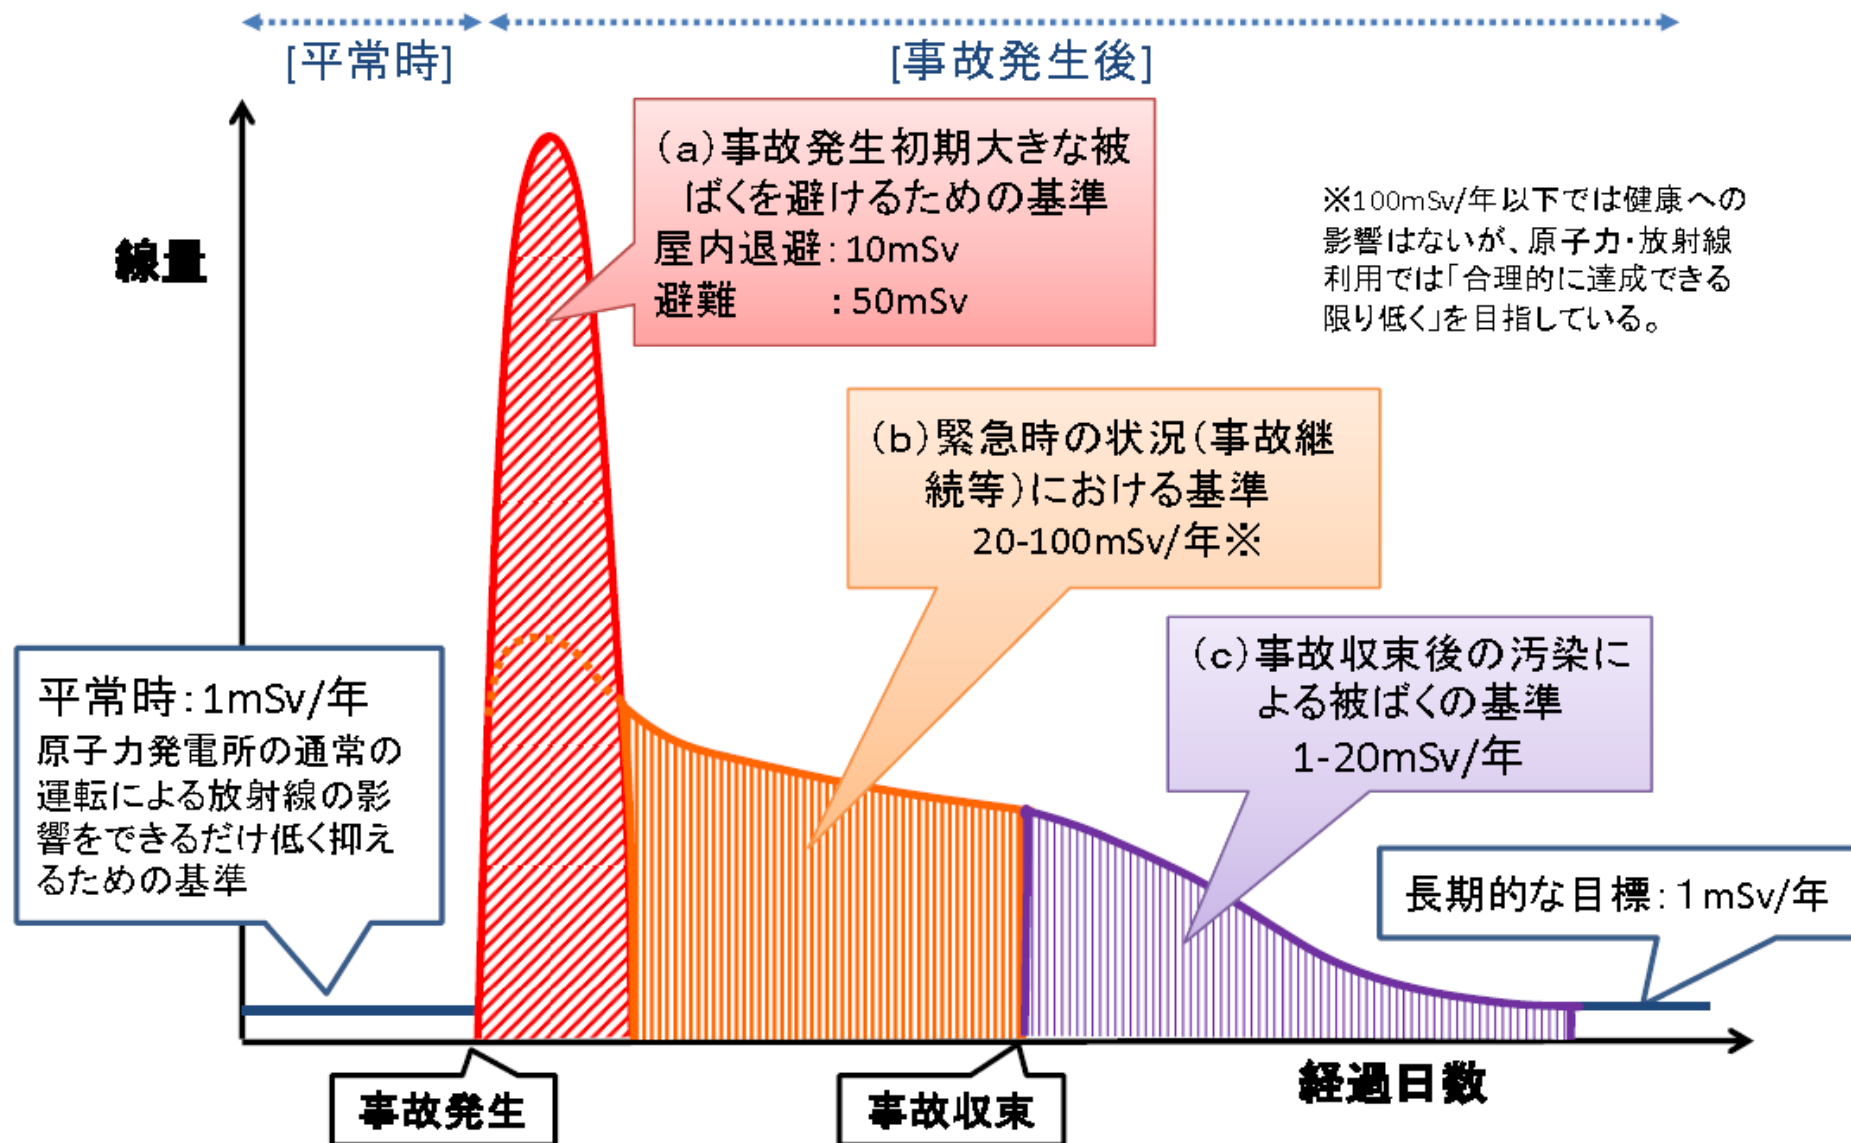 [平常時]
[事故発生後]
(a)事故発生初期大きな被
ばくを避けるための基準
屋内退避:10mSv
避難　　:50mSv
※100mSv/年以下では健康への
影響はないが、原子力・放射線
利用では「合理的に達成できる
限り低く」を目指している。
線量
(b)緊急時の状況(事故継
続等)における基準
20-100mSv/年※
(c)事故収束後の汚染に
よる被ばくの基準
1-20mSv/年
平常時:1mSv/年
原子力発電所の通常の
運転による放射線の影
響をできるだけ低く抑え
るための基準
長期的な目標:1mSv/年
事故発生
事故収束
経過日数